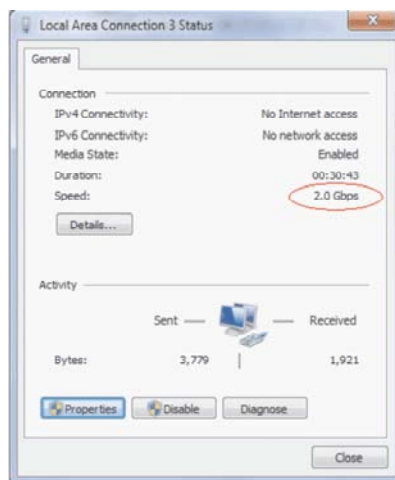 Local Area Connection 3 Status
General
Connection
IPv4 Connectivity: No Internet access
IPv6 Connectivity: No network access
Media State: Enabled
Duration: 00:30:43
Speed: 2.0 Gbps
Details...
Activity
Sent Received
Bytes: 3,779 1,921
Properties Disable Diagnose
Close